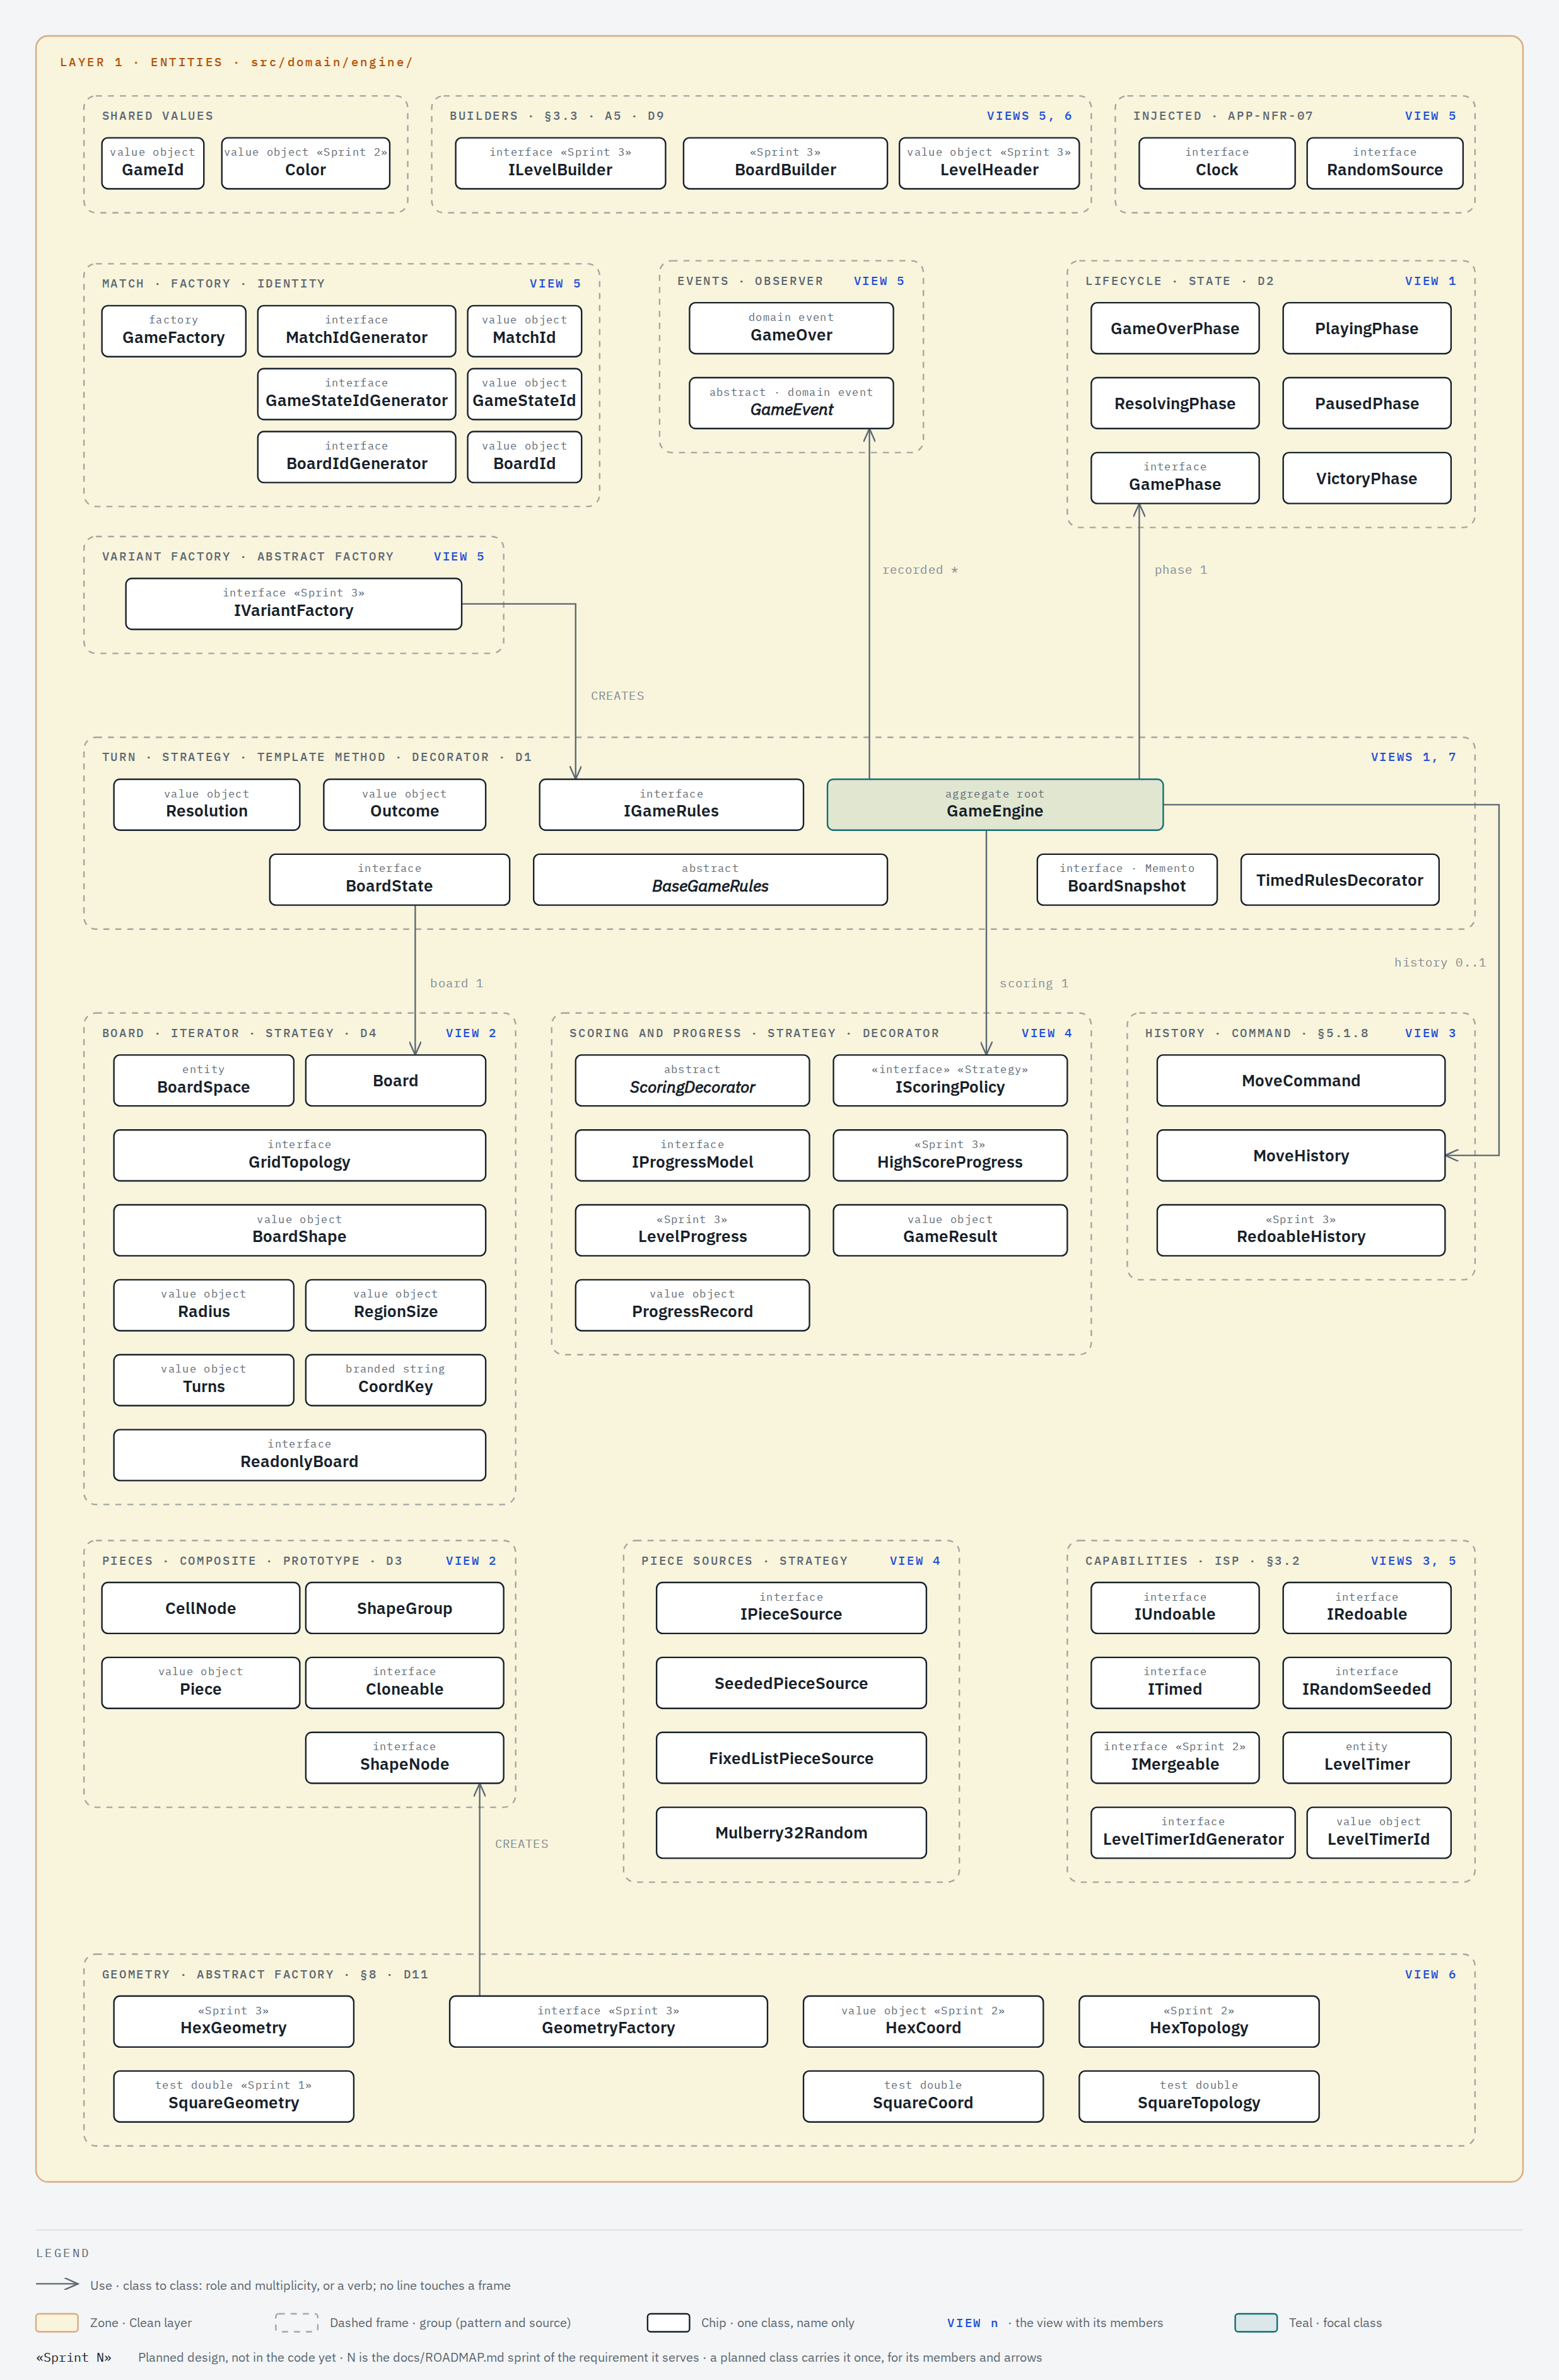 LAYER 1 · ENTITIES · src/domain/engine/
SHARED VALUES
value object
GameId
value object «Sprint 2»
Color
BUILDERS · §3.3 · A5 · D9
VIEWS 5, 6
interface «Sprint 3»
ILevelBuilder
«Sprint 3»
BoardBuilder
value object «Sprint 3»
LevelHeader
INJECTED · APP-NFR-07
VIEW 5
interface
Clock
interface
RandomSource
MATCH · FACTORY · IDENTITY
VIEW 5
factory
GameFactory
interface
MatchIdGenerator
value object
MatchId
interface
GameStateIdGenerator
value object
GameStateId
interface
BoardIdGenerator
value object
BoardId
EVENTS · OBSERVER
VIEW 5
domain event
GameOver
abstract · domain event
GameEvent
LIFECYCLE · STATE · D2
VIEW 1
GameOverPhase
PlayingPhase
ResolvingPhase
PausedPhase
interface
GamePhase
VictoryPhase
VARIANT FACTORY · ABSTRACT FACTORY
VIEW 5
interface «Sprint 3»
IVariantFactory
recorded *
phase 1
CREATES
TURN · STRATEGY · TEMPLATE METHOD · DECORATOR · D1
VIEWS 1, 7
value object
Resolution
value object
Outcome
interface
IGameRules
aggregate root
GameEngine
interface
BoardState
abstract
BaseGameRules
interface · Memento
BoardSnapshot
TimedRulesDecorator
history 0..1
board 1
scoring 1
BOARD · ITERATOR · STRATEGY · D4
VIEW 2
entity
BoardSpace
Board
interface
GridTopology
value object
BoardShape
value object
Radius
value object
RegionSize
value object
Turns
branded string
CoordKey
interface
ReadonlyBoard
SCORING AND PROGRESS · STRATEGY · DECORATOR
VIEW 4
abstract
ScoringDecorator
«interface» «Strategy»
IScoringPolicy
interface
IProgressModel
«Sprint 3»
HighScoreProgress
«Sprint 3»
LevelProgress
value object
GameResult
value object
ProgressRecord
HISTORY · COMMAND · §5.1.8
VIEW 3
MoveCommand
MoveHistory
«Sprint 3»
RedoableHistory
PIECES · COMPOSITE · PROTOTYPE · D3
VIEW 2
CellNode
ShapeGroup
value object
Piece
interface
Cloneable
interface
ShapeNode
PIECE SOURCES · STRATEGY
VIEW 4
interface
IPieceSource
SeededPieceSource
FixedListPieceSource
Mulberry32Random
CAPABILITIES · ISP · §3.2
VIEWS 3, 5
interface
IUndoable
interface
IRedoable
interface
ITimed
interface
IRandomSeeded
interface «Sprint 2»
IMergeable
entity
LevelTimer
interface
LevelTimerIdGenerator
value object
LevelTimerId
CREATES
GEOMETRY · ABSTRACT FACTORY · §8 · D11
VIEW 6
«Sprint 3»
HexGeometry
interface «Sprint 3»
GeometryFactory
value object «Sprint 2»
HexCoord
«Sprint 2»
HexTopology
test double «Sprint 1»
SquareGeometry
test double
SquareCoord
test double
SquareTopology
LEGEND
Use · class to class: role and multiplicity, or a verb; no line touches a frame
Zone · Clean layer
Dashed frame · group (pattern and source)
Chip · one class, name only
VIEW n · the view with its members
Teal · focal class
«Sprint N» Planned design, not in the code yet · N is the docs/ROADMAP.md sprint of the requirement it serves · a planned class carries it once, for its members and arrows